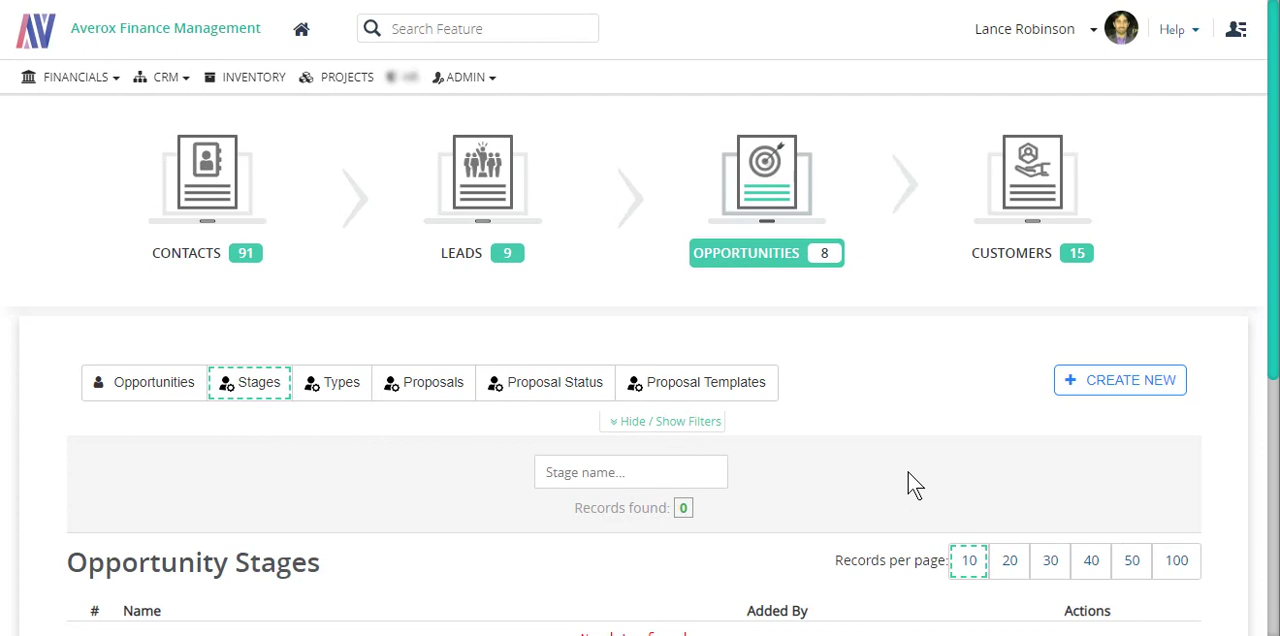 AV Averox Finance Management
Search Feature
Lance Robinson
Help
FINANCIALS CRM INVENTORY PROJECTS ADMIN
CONTACTS 91
LEADS 9
OPPORTUNITIES 8
CUSTOMERS 15
Opportunities Stages Types Proposals Proposal Status Proposal Templates
+ CREATE NEW
Hide / Show Filters
Stage name...
Records found: 0
Opportunity Stages
Records per page: 10 20 30 40 50 100
# Name Added By Actions